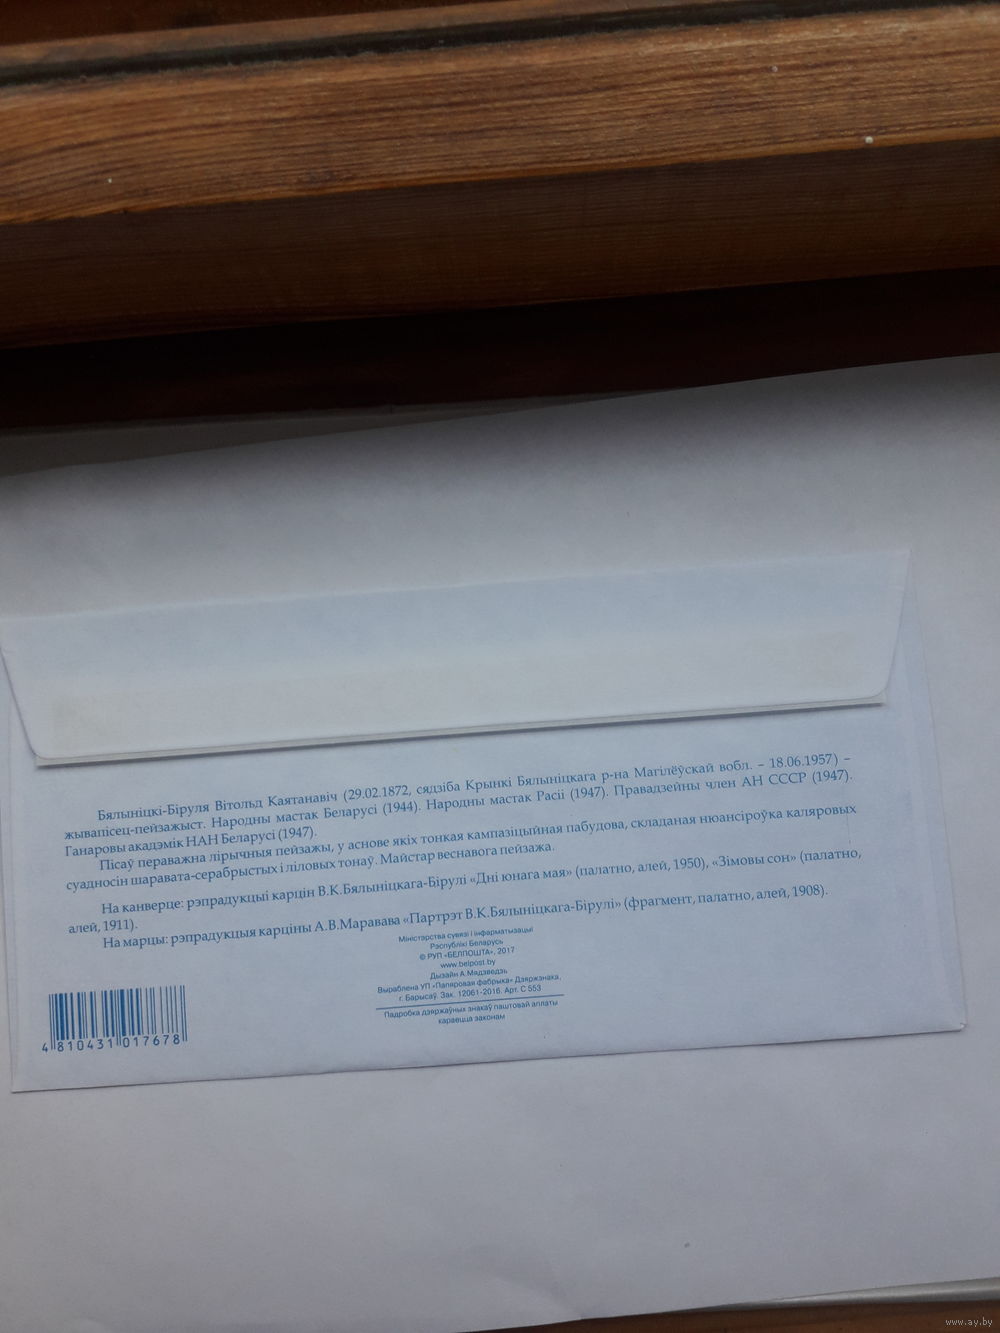 Бялыніцкі-Біруля Вітольд Каятанавіч (29.02.1872, сядзіба Крынкі Бялыніцкага р-на Магілёўскай вобл. – 18.06.1957) –
жывапісец-пейзажыст. Народны мастак Беларусі (1944). Народны мастак Расіі (1947). Правадзейны член АН СССР (1947).
Ганаровы акадэмік НАН Беларусі (1947).
Пісаў пераважна лірычныя пейзажы, у аснове якіх тонкая кампазіцыйная пабудова, складаная нюансіроўка каляровых
суадносін шаравата-серабрыстых і ліловых тонаў. Майстар веснавога пейзажа.
На канверце: рэпрадукцыі карцін В.К.Бялыніцкага-Бірулі «Дні юнага мая» (палатно, алей, 1950), «Зімовы сон» (палатно,
алей, 1911).
На марцы: рэпрадукцыя карціны А.В.Маравава «Партрэт В.К.Бялыніцкага-Бірулі» (фрагмент, палатно, алей, 1908).
Міністэрства сувязі і інфарматызацыі
Рэспублікі Беларусь
© РУП «БЕЛПОШТА», 2017
www.belpost.by
Дызайн А.Мядзведзь
Выраблена УП «Папяровая фабрыка» Дзяржзнака,
г. Барысаў. Зак. 12061-2016. Арт. С 553
Падробка дзяржаўных знакаў паштовай аплаты
караецца законам
4 810431 017678
www.ay.by